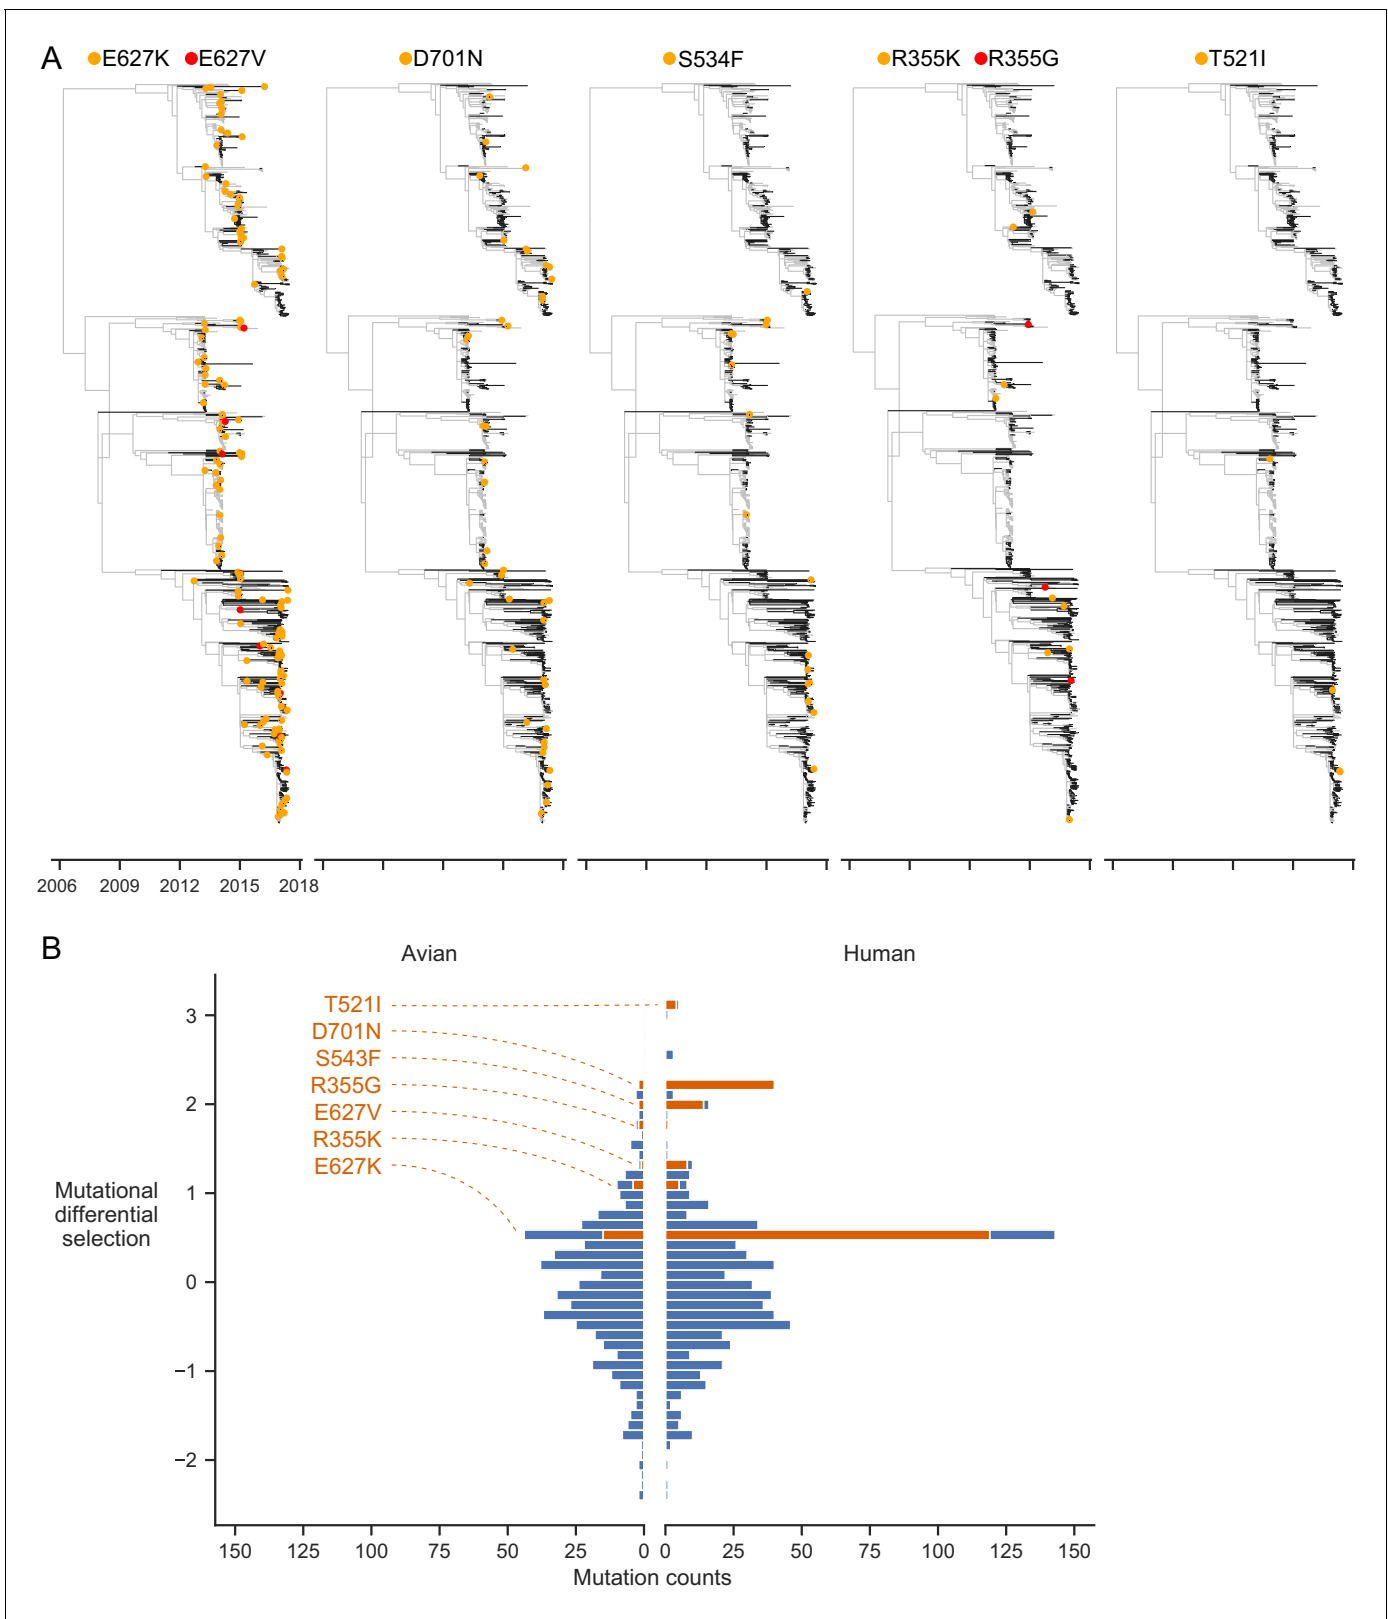 A E627K E627V D701N S534F R355K R355G T521I
2006 2009 2012 2015 2018
B
Avian Human
T521I
D701N
S543F
R355G
E627V
R355K
E627K
Mutational
differential
selection
3
2
1
0
−1
−2
150 125 100 75 50 25 0 0 25 50 75 100 125 150
Mutation counts